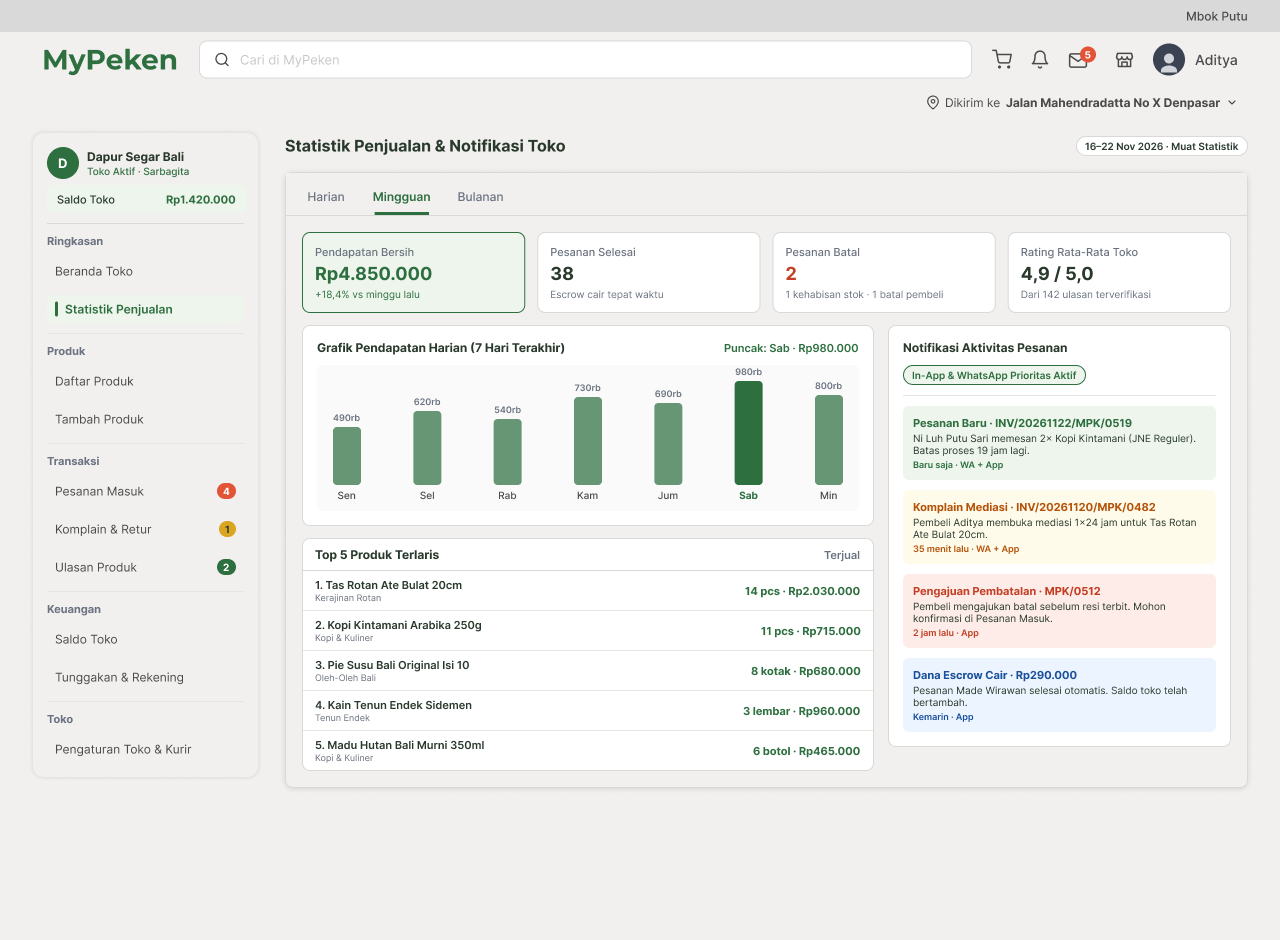 Mbok Putu
MyPeken
Cari di MyPeken
5
Aditya
Dikirim ke Jalan Mahendradatta No X Denpasar
D
Dapur Segar Bali
Toko Aktif · Sarbagita
Saldo Toko Rp1.420.000
Ringkasan
Beranda Toko
Statistik Penjualan
Produk
Daftar Produk
Tambah Produk
Transaksi
Pesanan Masuk 4
Komplain & Retur 1
Ulasan Produk 2
Keuangan
Saldo Toko
Tunggakan & Rekening
Toko
Pengaturan Toko & Kurir
Statistik Penjualan & Notifikasi Toko
16–22 Nov 2026 · Muat Statistik
Harian Mingguan Bulanan
Pendapatan Bersih
Rp4.850.000
+18,4% vs minggu lalu
Pesanan Selesai
38
Escrow cair tepat waktu
Pesanan Batal
2
1 kehabisan stok · 1 batal pembeli
Rating Rata-Rata Toko
4,9 / 5,0
Dari 142 ulasan terverifikasi
Grafik Pendapatan Harian (7 Hari Terakhir)
Puncak: Sab · Rp980.000
490rb 620rb 540rb 730rb 690rb 980rb 800rb
Sen Sel Rab Kam Jum Sab Min
Top 5 Produk Terlaris Terjual
1. Tas Rotan Ate Bulat 20cm
Kerajinan Rotan
14 pcs · Rp2.030.000
2. Kopi Kintamani Arabika 250g
Kopi & Kuliner
11 pcs · Rp715.000
3. Pie Susu Bali Original Isi 10
Oleh-Oleh Bali
8 kotak · Rp680.000
4. Kain Tenun Endek Sidemen
Tenun Endek
3 lembar · Rp960.000
5. Madu Hutan Bali Murni 350ml
Kopi & Kuliner
6 botol · Rp465.000
Notifikasi Aktivitas Pesanan
In-App & WhatsApp Prioritas Aktif
Pesanan Baru · INV/20261122/MPK/0519
Ni Luh Putu Sari memesan 2× Kopi Kintamani (JNE Reguler).
Batas proses 19 jam lagi.
Baru saja · WA + App
Komplain Mediasi · INV/20261120/MPK/0482
Pembeli Aditya membuka mediasi 1×24 jam untuk Tas Rotan
Ate Bulat 20cm.
35 menit lalu · WA + App
Pengajuan Pembatalan · MPK/0512
Pembeli mengajukan batal sebelum resi terbit. Mohon
konfirmasi di Pesanan Masuk.
2 jam lalu · App
Dana Escrow Cair · Rp290.000
Pesanan Made Wirawan selesai otomatis. Saldo toko telah
bertambah.
Kemarin · App